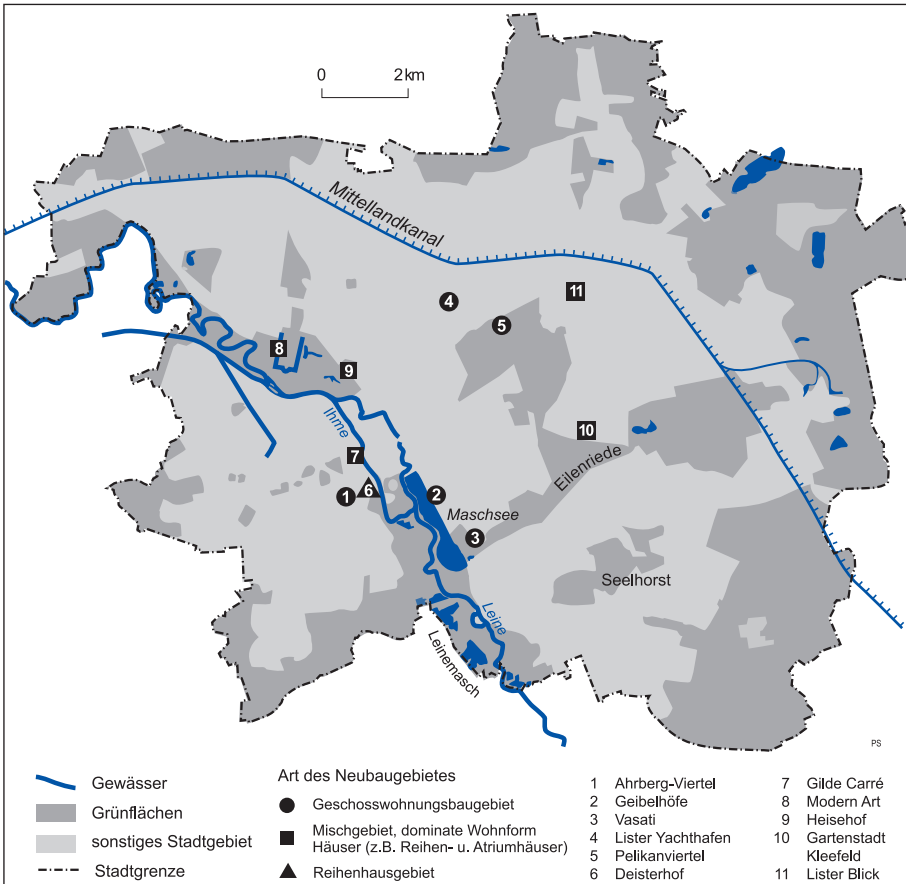 0 2 km
Mittellandkanal
4
11
5
8
9
Ihme
10
7
Eilenriede
6
1
2
Maschsee
3
Seelhorst
Leine
Leinemasch
PS
Gewässer
Grünflächen
sonstiges Stadtgebiet
Stadtgrenze
Art des Neubaugebietes
Geschosswohnungsbaugebiet
Mischgebiet, dominate Wohnform
Häuser (z.B. Reihen- u. Atriumhäuser)
Reihenhausgebiet
1 Ahrberg-Viertel
2 Geibelhöfe
3 Vasati
4 Lister Yachthafen
5 Pelikanviertel
6 Deisterhof
7 Gilde Carré
8 Modern Art
9 Heisehof
10 Gartenstadt
Kleefeld
11 Lister Blick